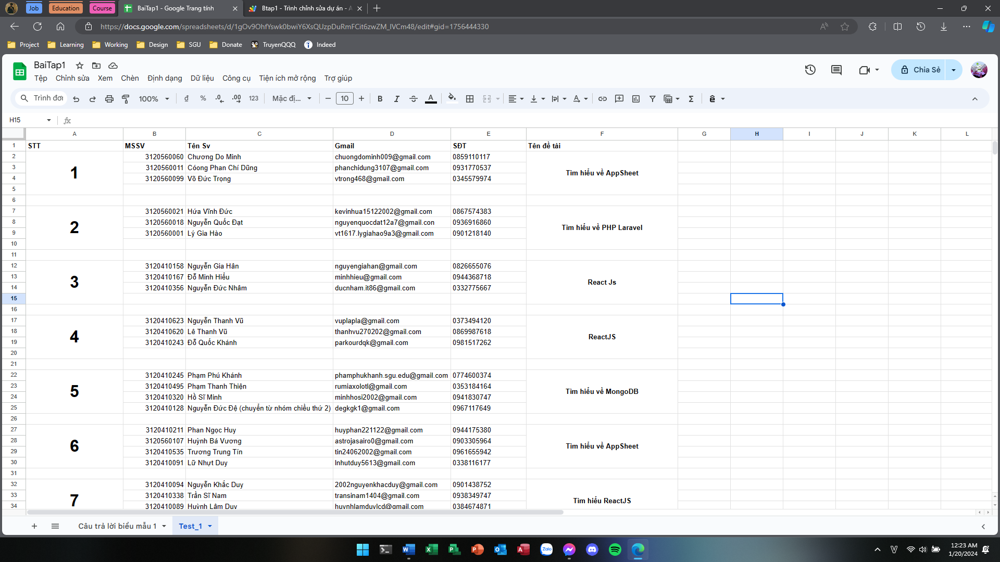 Job Education Course BaiTap1 - Google Trang tính Btap1 - Trình chỉnh sửa dự án - A
https://docs.google.com/spreadsheets/d/1gOv9OhfYswk0bwiY6XsQUzpDuRmFCit6zwZM_IVCm48/edit#gid=1756444330
Project Learning Working Design SGU Donate TruyenQQQ Indeed
BaiTap1
Tệp Chỉnh sửa Xem Chèn Định dạng Dữ liệu Công cụ Tiện ích mở rộng Trợ giúp
Chia Sẻ
Trình đơn 100% đ % .0 .00 123 Mặc đị... 10 B I A
H15
A B C D E F G H I J K L
1 STT MSSV Tên Sv Gmail SĐT Tên đề tài
2 3120560060 Chương Do Minh chuongdominh009@gmail.com 0859110117
3 3120560011 Cóong Phan Chí Dũng phanchidung3107@gmail.com 0931770537
1 Tìm hiểu về AppSheet
4 3120560099 Võ Đức Trọng vtrong468@gmail.com 0345579974
5
6
7 3120560021 Hứa Vĩnh Đức kevinhua15122002@gmail.com 0867574383
8 3120560018 Nguyễn Quốc Đạt nguyenquocdat12a7@gmail.con 0936916860
2 Tìm hiểu về PHP Laravel
9 3120560001 Lý Gia Hào vt1617.lygiahao9a3@gmail.com 0901218140
10
11
12 3120410158 Nguyễn Gia Hân nguyengiahan@gmail.com 0826655076
13 3120410167 Đỗ Minh Hiểu minhhieu@gmail.com 0944368718
3 React Js
14 3120410356 Nguyễn Đức Nhâm ducnham.it86@gmail.com 0332775667
15
16
17 3120410623 Nguyễn Thanh Vũ vuplapla@gmail.com 0373494120
18 3120410620 Lê Thanh Vũ thanhvu270202@gmail.com 0869987618
4 ReactJS
19 3120410243 Đỗ Quốc Khánh parkourdqk@gmail.com 0981517262
20
21
22 3120410245 Phạm Phú Khánh phamphukhanh.sgu.edu@gmail.com 0774600374
23 3120410495 Phạm Thanh Thiện rumiaxolotl@gmail.com 0353184164
5 Tìm hiểu về MongoDB
24 3120410320 Hồ Sĩ Minh minhhosi2002@gmail.com 0941830747
25 3120410128 Nguyễn Đức Đệ (chuyển từ nhóm chiều thứ 2) degkgk1@gmail.com 0967117649
26
27 3120410211 Phan Ngọc Huy huyphan221122@gmail.com 0944175380
28 3120560107 Huỳnh Bá Vương astrojasairo0@gmail.com 0903305964
6 Tìm hiểu về AppSheet
29 3120410535 Trương Trung Tín tin24062002@gmail.com 0961655942
30 3120410091 Lữ Nhựt Duy lnhutduy5613@gmail.com 0338116177
31
32 3120410094 Nguyễn Khắc Duy 2002nguyenkhacduy@gmail.com 0901438752
33 3120410338 Trần Sĩ Nam transinam1404@gmail.com 0938349747
7 Tìm hiểu ReactJS
34 3120410089 Huỳnh Lâm Duy huynhlamduylcd@gmail.com 0384674871
Câu trả lời biểu mẫu 1 Test_1
Zalo
12:23 AM
1/20/2024